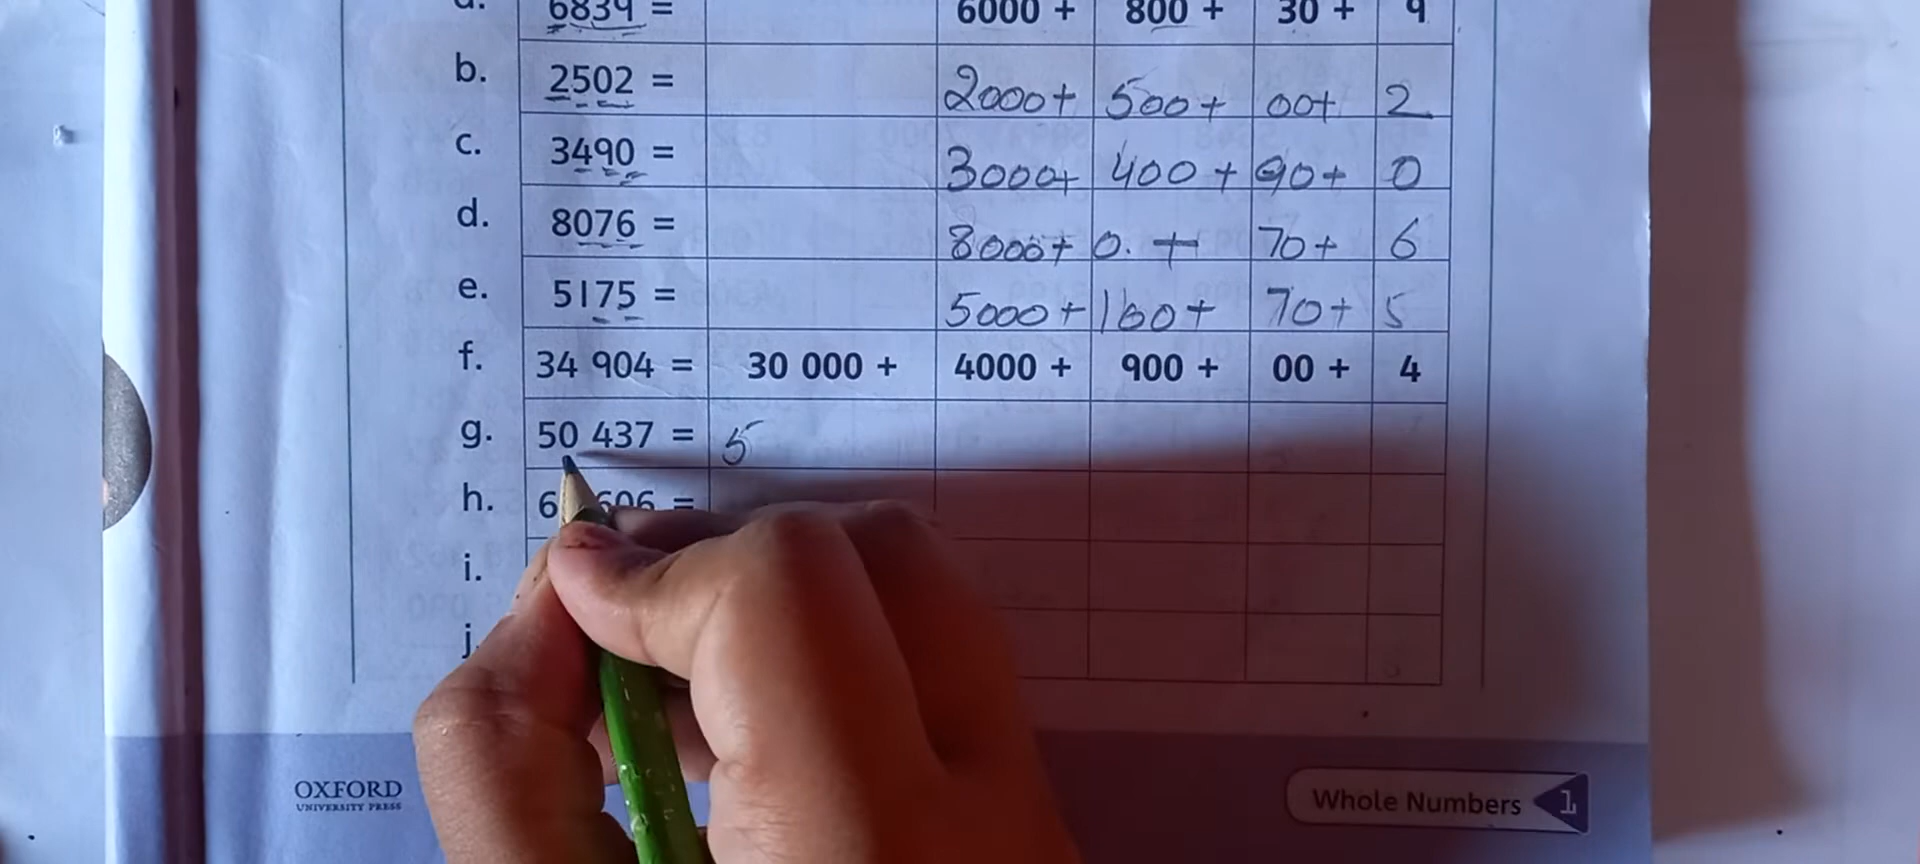 6839 = 6000 + 800 + 30 + 9
b. 2502 = 2000+ 500+ 00+ 2
c. 3490 = 3000+ 400+ 90+ 0
d. 8076 = 8000+ 0. + 70+ 6
e. 5175 = 5000+ 100+ 70+ 5
f. 34 904 = 30 000 + 4000 + 900 + 00 + 4
g. 50 437 = 5
h. =
i.
j.
OXFORD
UNIVERSITY PRESS
Whole Numbers 1